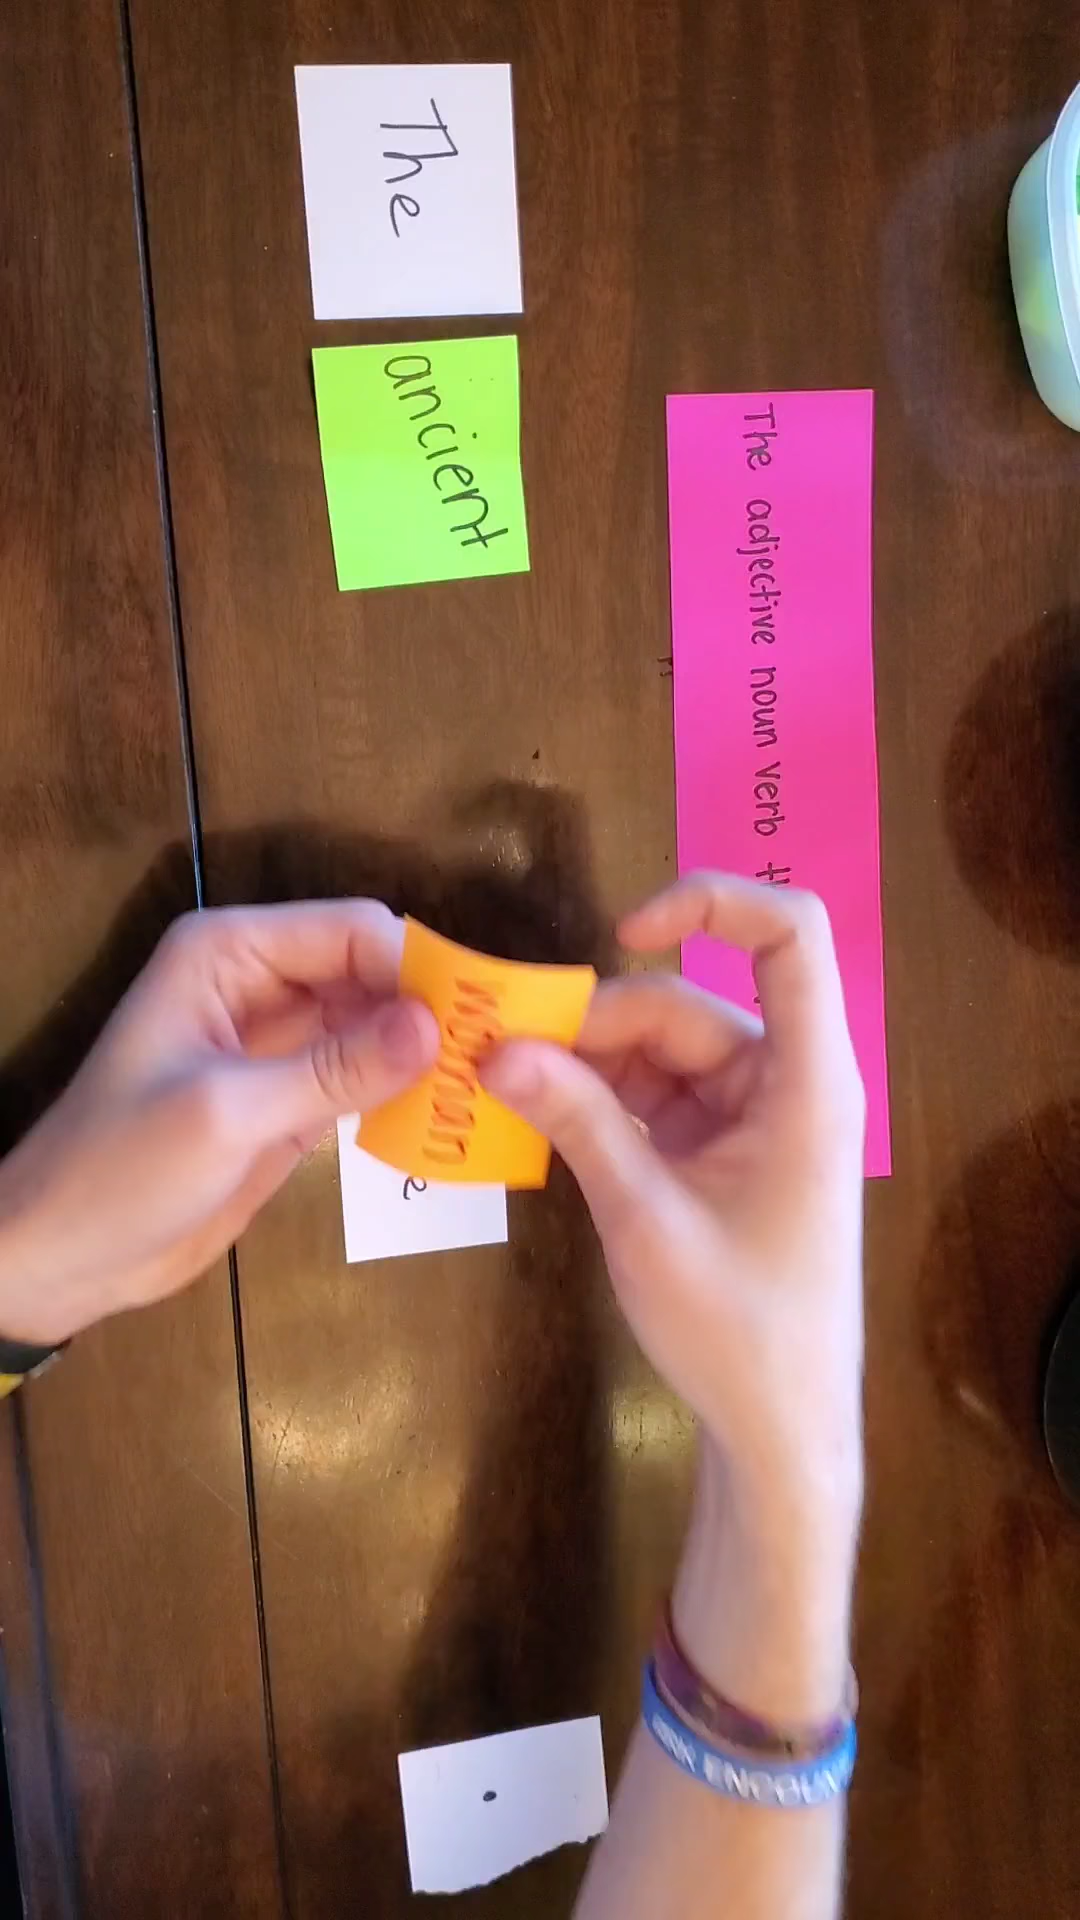 The
ancient
woman
.
The adjective noun verb